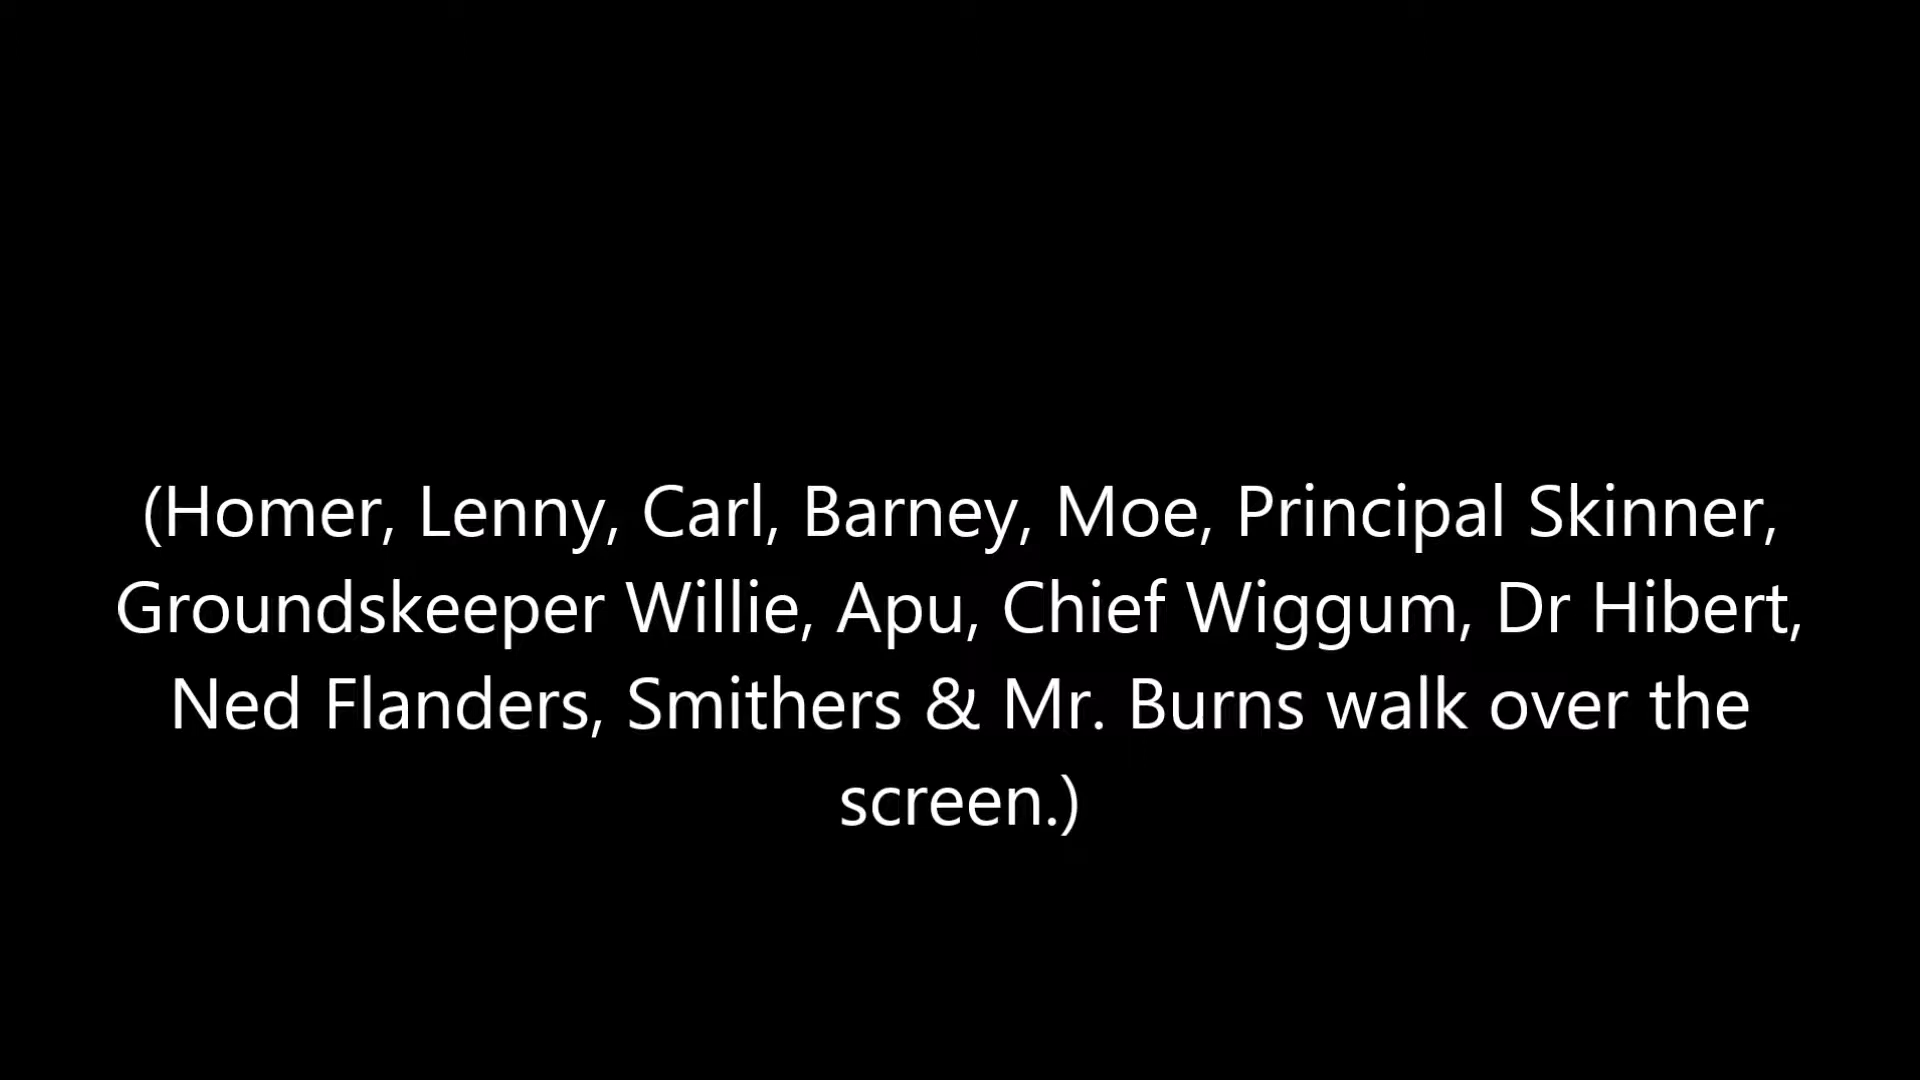 (Homer, Lenny, Carl, Barney, Moe, Principal Skinner,
Groundskeeper Willie, Apu, Chief Wiggum, Dr Hibert,
Ned Flanders, Smithers & Mr. Burns walk over the
screen.)